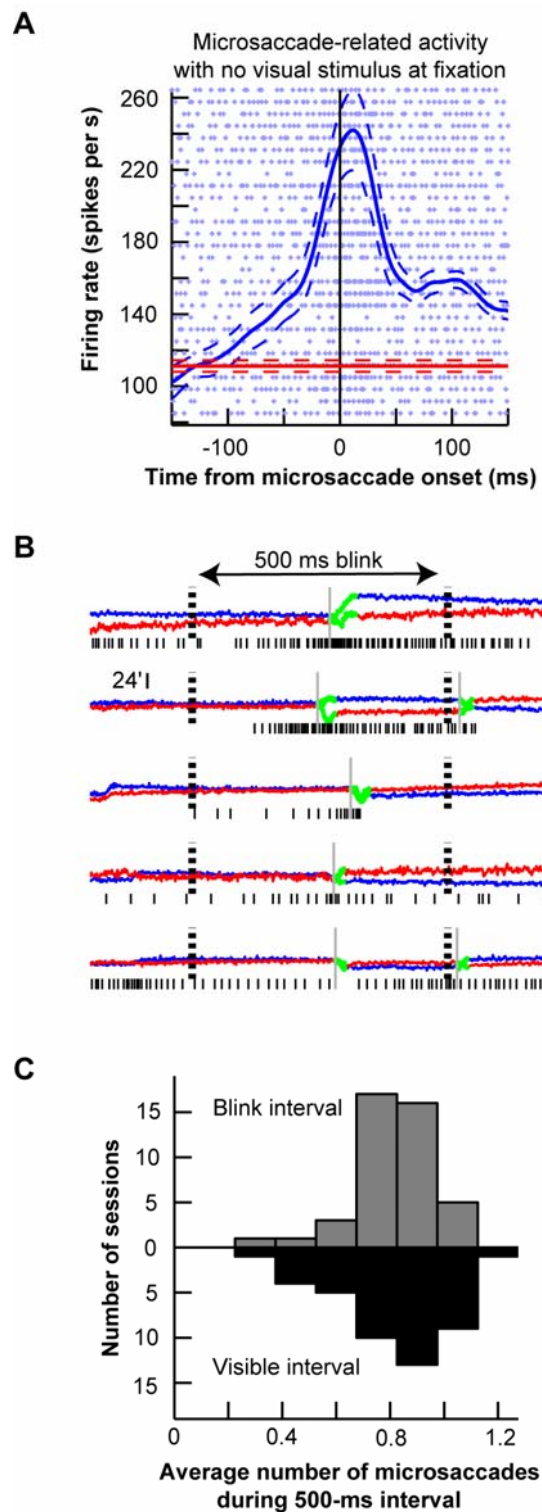 A
Microsaccade-related activity
with no visual stimulus at fixation
Firing rate (spikes per s)
260
220
180
140
100
-100
0
100
Time from microsaccade onset (ms)
B
500 ms blink
24'
C
Blink interval
Visible interval
Number of sessions
15
10
5
0
5
10
15
0
0.4
0.8
1.2
Average number of microsaccades
during 500-ms interval